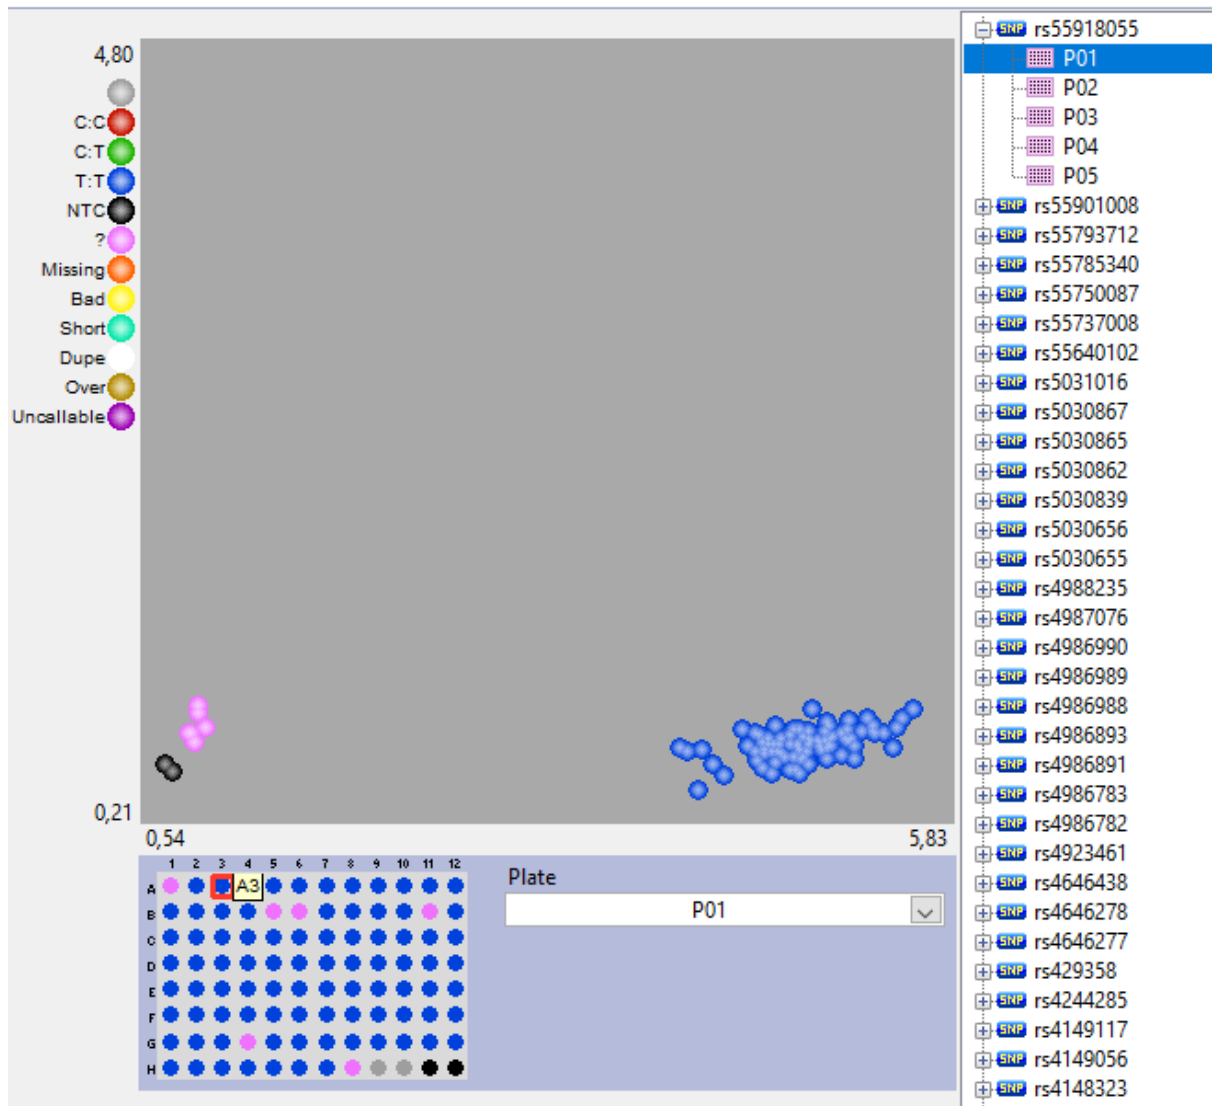 4,80
C:C
C:T
T:T
NTC
?
Missing
Bad
Short
Dupe
Over
Uncallable
0,21
0,54 5,83
1 2 3 4 5 6 7 8 9 10 11 12
A
A3
B
C
D
E
F
G
H
Plate
P01
SNP rs55918055
P01
P02
P03
P04
P05
SNP rs55901008
SNP rs55793712
SNP rs55785340
SNP rs55750087
SNP rs55737008
SNP rs55640102
SNP rs5031016
SNP rs5030867
SNP rs5030865
SNP rs5030862
SNP rs5030839
SNP rs5030656
SNP rs5030655
SNP rs4988235
SNP rs4987076
SNP rs4986990
SNP rs4986989
SNP rs4986988
SNP rs4986893
SNP rs4986891
SNP rs4986783
SNP rs4986782
SNP rs4923461
SNP rs4646438
SNP rs4646278
SNP rs4646277
SNP rs429358
SNP rs4244285
SNP rs4149117
SNP rs4149056
SNP rs4148323